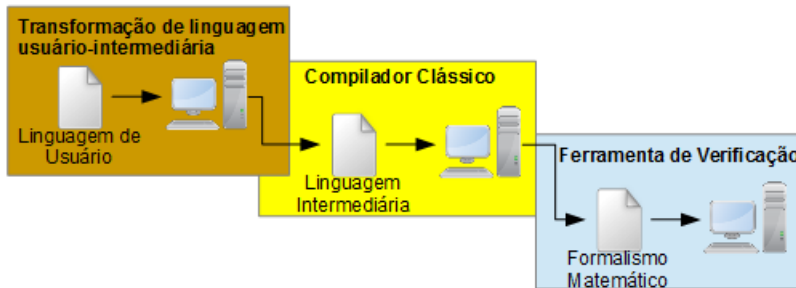 Transformação de linguagem
usuário-intermediária
Linguagem de
Usuário
Compilador Clássico
Linguagem
Intermediária
Ferramenta de Verificação
Formalismo
Matemático